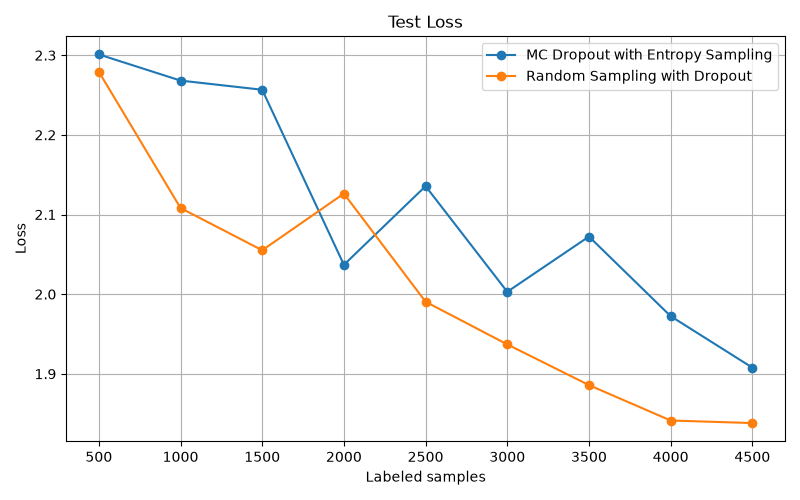 Test Loss
MC Dropout with Entropy Sampling
Random Sampling with Dropout
Loss
2.3
2.2
2.1
2.0
1.9
500 1000 1500 2000 2500 3000 3500 4000 4500
Labeled samples